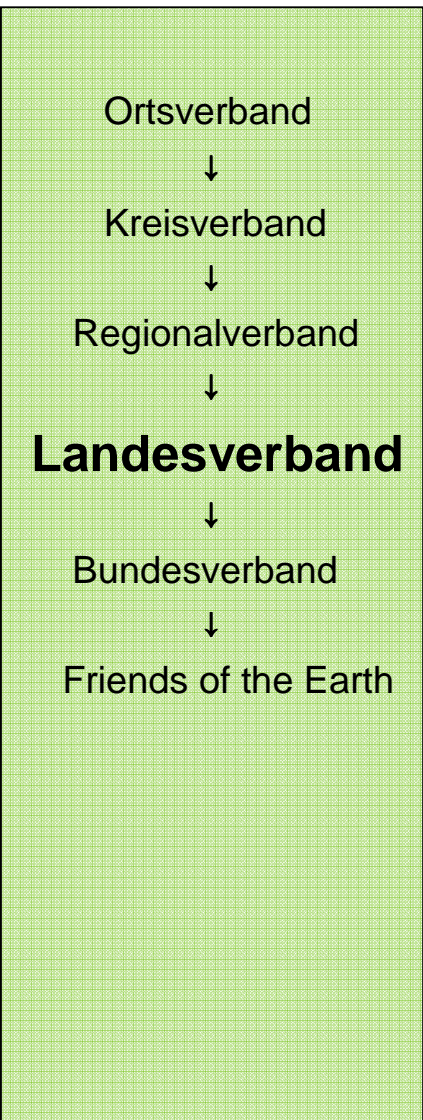 Ortsverband
↓
Kreisverband
↓
Regionalverband
↓
Landesverband
↓
Bundesverband
↓
Friends of the Earth